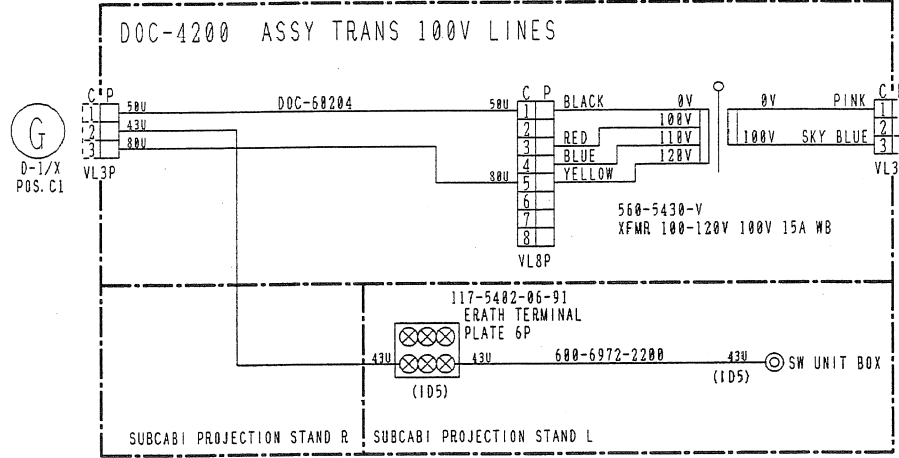 DOC-4200 ASSY TRANS 100V LINES
C P
1
2
3
VL3P
G
D-1/X
POS. C1
50U
43U
80U
DOC-60204
50U
80U
C P
1
2
3
4
5
6
7
8
VL8P
BLACK
RED
BLUE
YELLOW
0V
100V
110V
120V
0V
100V
PINK
SKY BLUE
C
1
2
3
VL3
560-5430-V
XFMR 100-120V 100V 15A WB
117-5402-06-91
ERATH TERMINAL
PLATE 6P
43U
43U
(ID5)
600-6972-2200
43U
(ID5)
SW UNIT BOX
SUBCABI PROJECTION STAND R
SUBCABI PROJECTION STAND L